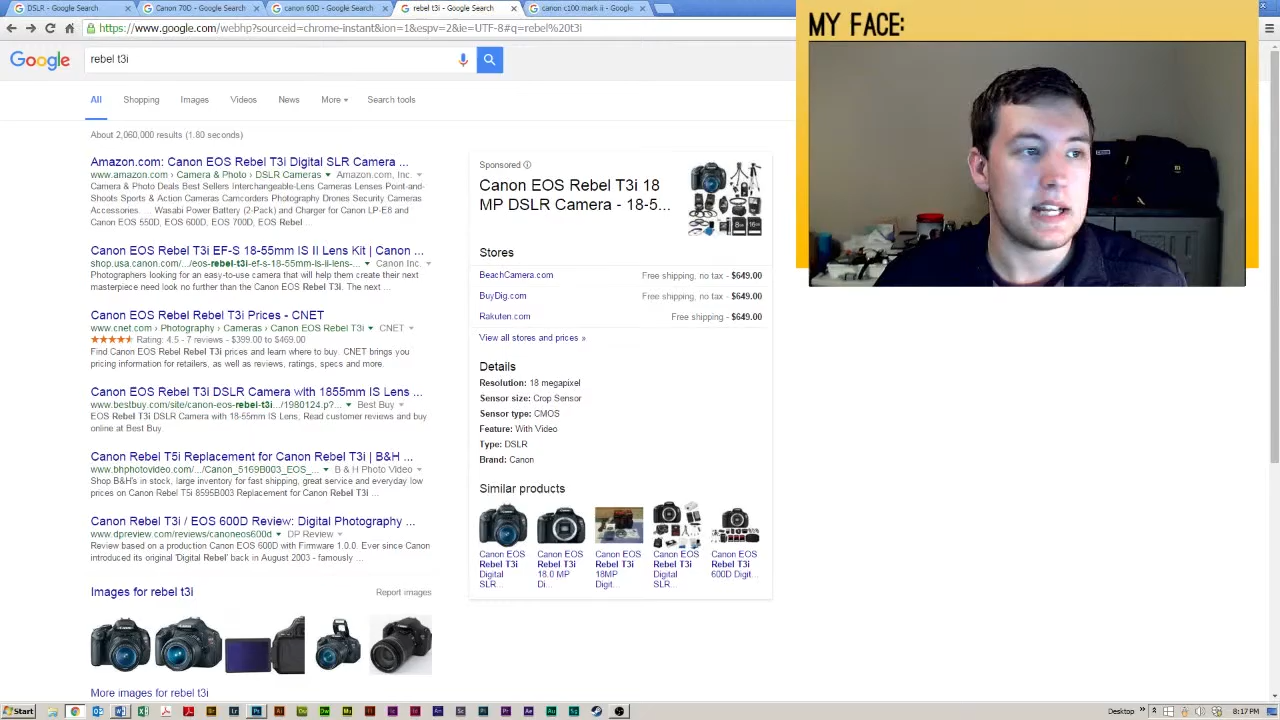 DSLR - Google Search
Canon 70D - Google Search
canon 60D - Google Search
rebel t3i - Google Search
canon c100 mark ii - Google
https://www.google.com/webhp?sourceid=chrome-instant&ion=1&espv=2&ie=UTF-8#q=rebel%20t3i
MY FACE:
Google
rebel t3i
All Shopping Images Videos News More Search tools
About 2,060,000 results (1.80 seconds)
Amazon.com: Canon EOS Rebel T3i Digital SLR Camera ...
www.amazon.com › Camera & Photo › DSLR Cameras Amazon.com, Inc.
Camera & Photo Deals Best Sellers Interchangeable-Lens Cameras Lenses Point-and-
Shoots Sports & Action Cameras Camcorders Photography Drones Security Cameras
Accessories Wasabi Power Battery (2-Pack) and Charger for Canon LP-E8 and
Canon EOS 550D, EOS 600D, EOS 700D, EOS Rebel
Canon EOS Rebel T3i EF-S 18-55mm IS II Lens Kit | Canon ...
shop.usa.canon.com/.../eos-rebel-t3i-ef-s-18-55mm-is-ii-lens-... Canon Inc.
Photographers looking for an easy-to-use camera that will help them create their next
masterpiece need look no further than the Canon EOS Rebel T3i. The next ...
Canon EOS Rebel Rebel T3i Prices - CNET
www.cnet.com › Photography › Cameras › Canon EOS Rebel T3i CNET
Rating: 4.5 - 7 reviews - $399.00 to $469.00
Find Canon EOS Rebel Rebel T3i prices and learn where to buy. CNET brings you
pricing information for retailers, as well as reviews, ratings, specs and more.
Canon EOS Rebel T3i DSLR Camera with 1855mm IS Lens ...
www.bestbuy.com/site/canon-eos-rebel-t3i.../1980124.p?... Best Buy
EOS Rebel T3i DSLR Camera with 18-55mm IS Lens, Read customer reviews and buy
online at Best Buy.
Canon Rebel T5i Replacement for Canon Rebel T3i | B&H ...
www.bhphotovideo.com/.../Canon_5169B003_EOS_... B & H Photo Video
Shop B&H's in stock, large inventory for fast shipping, great service and everyday low
prices on Canon Rebel T5i 8595B003 Replacement for Canon Rebel T3i ...
Canon Rebel T3i / EOS 600D Review: Digital Photography ...
www.dpreview.com/reviews/canoneos600d DP Review
Review based on a production Canon EOS 600D with Firmware 1.0.0. Ever since Canon
introduced its original 'Digital Rebel' back in August 2003 - famously ...
Images for rebel t3i Report images
More images for rebel t3i
Sponsored
Canon EOS Rebel T3i 18
MP DSLR Camera - 18-5...
Stores
BeachCamera.com Free shipping, no tax - $649.00
BuyDig.com Free shipping, no tax - $649.00
Rakuten.com Free shipping - $649.00
View all stores and prices »
Details
Resolution: 18 megapixel
Sensor size: Crop Sensor
Sensor type: CMOS
Feature: With Video
Type: DSLR
Brand: Canon
Similar products
Canon EOS Rebel T3i Digital SLR...
Canon EOS Rebel T3i 18.0 MP Di...
Canon EOS Rebel T3i 18MP Digit...
Canon EOS Rebel T3i Digital SLR...
Canon EOS Rebel T3i 600D Digit...
Start
Desktop
8:17 PM